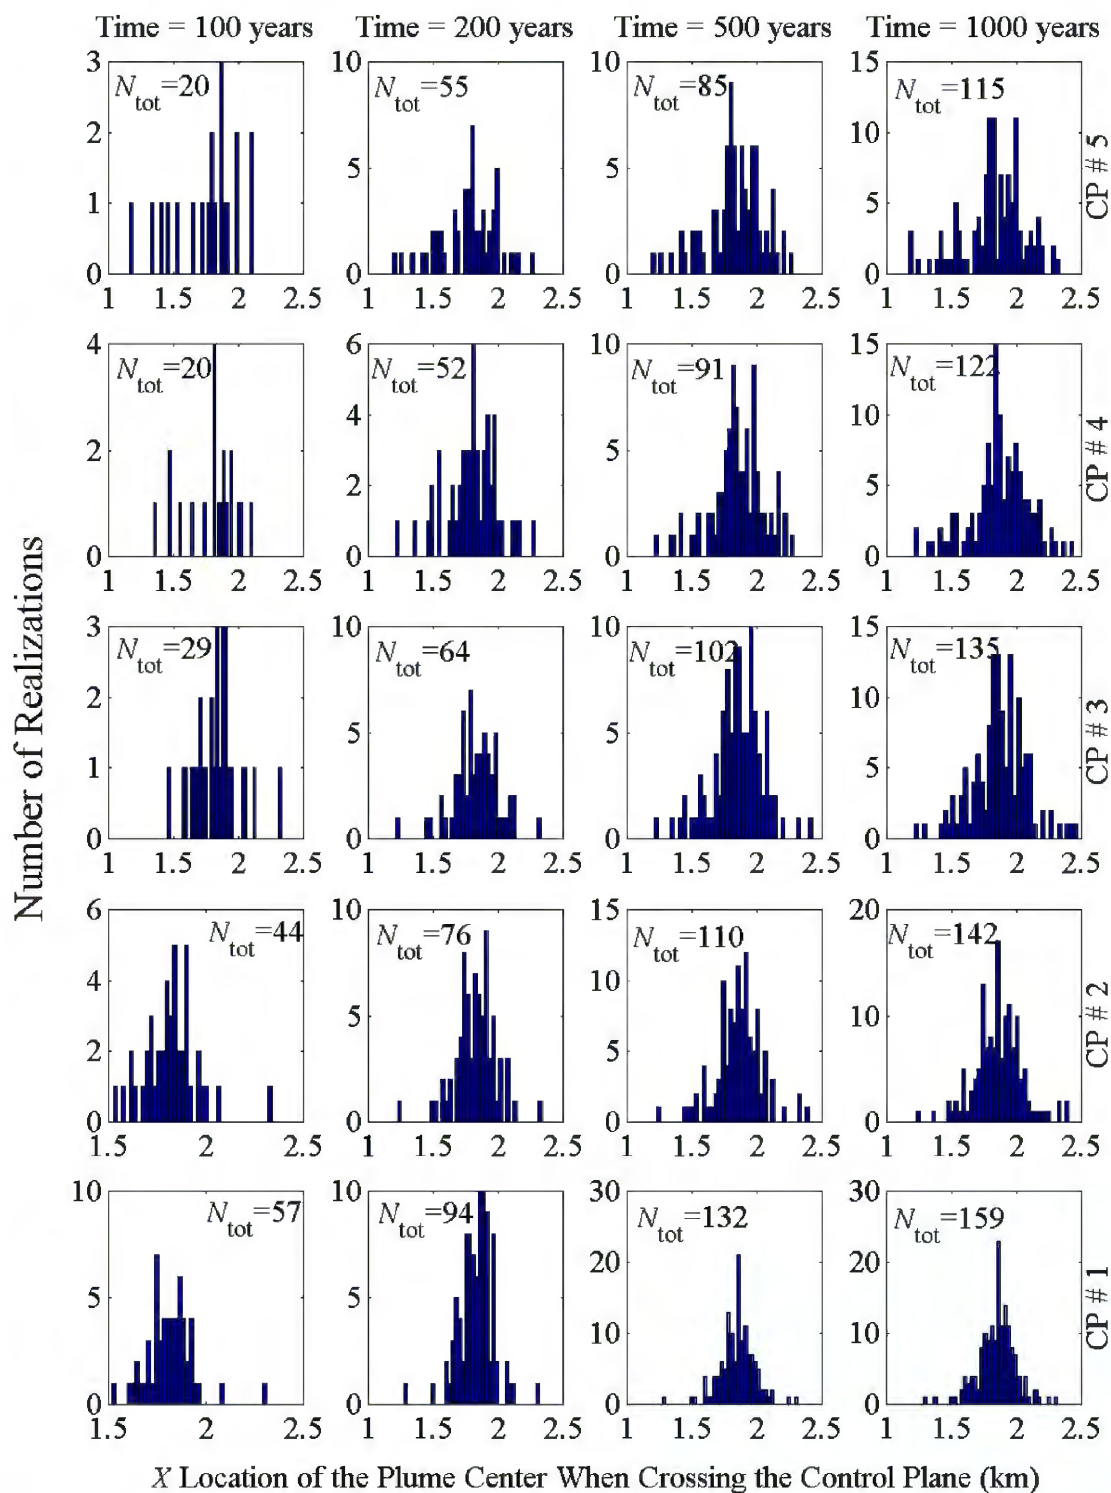 Time = 100 years Time = 200 years Time = 500 years Time = 1000 years
3 10 10 15
N_tot=20 N_tot=55 N_tot=85 N_tot=115
2 10
5 5
1 5
0 0 0 0
1 1.5 2 2.5 1 1.5 2 2.5 1 1.5 2 2.5 1 1.5 2 2.5
CP # 5
4 6 10 15
N_tot=20 N_tot=52 N_tot=91 N_tot=122
4 10
2 5
2 5
0 0 0 0
1 1.5 2 2.5 1 1.5 2 2.5 1 1.5 2 2.5 1 1.5 2 2.5
CP # 4
3 10 10 15
N_tot=29 N_tot=64 N_tot=102 N_tot=135
2 10
5 5
1 5
0 0 0 0
1 1.5 2 2.5 1 1.5 2 2.5 1 1.5 2 2.5 1 1.5 2 2.5
CP # 3
6 10 15 20
N_tot=44 N_tot=76 N_tot=110 N_tot=142
4 10
5 10
2 5
0 0 0 0
1.5 2 2.5 1 1.5 2 2.5 1 1.5 2 2.5 1 1.5 2 2.5
CP # 2
10 10 30 30
N_tot=57 N_tot=94 N_tot=132 N_tot=159
20 20
5 5
10 10
0 0 0 0
1.5 2 2.5 1 1.5 2 2.5 1 1.5 2 2.5 1 1.5 2 2.5
CP # 1
Number of Realizations
X Location of the Plume Center When Crossing the Control Plane (km)